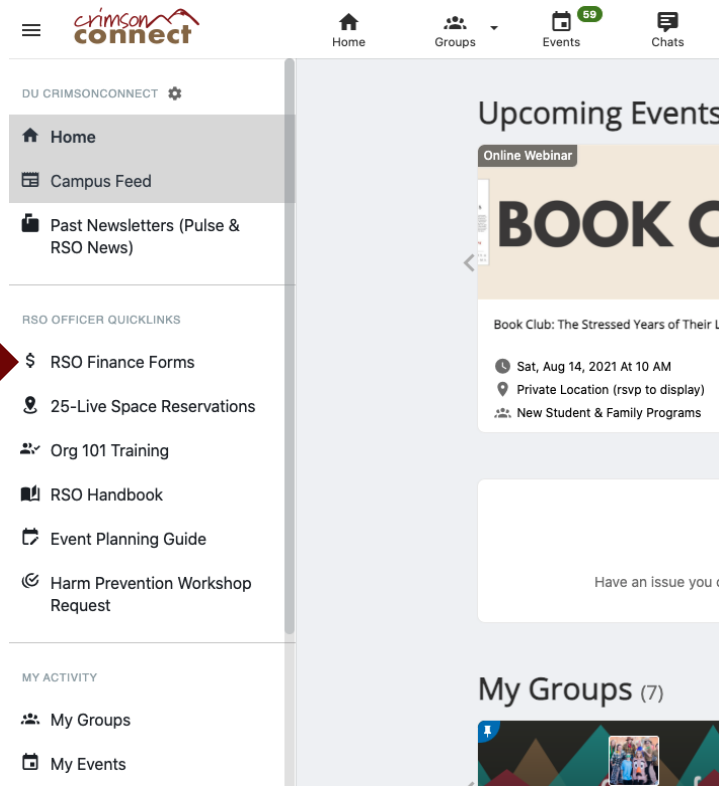 crimson
connect
Home
Groups
Events
59
Chats
DU CRIMSONCONNECT
Home
Campus Feed
Past Newsletters (Pulse &
RSO News)
RSO OFFICER QUICKLINKS
RSO Finance Forms
25-Live Space Reservations
Org 101 Training
RSO Handbook
Event Planning Guide
Harm Prevention Workshop
Request
MY ACTIVITY
My Groups
My Events
Upcoming Events
Online Webinar
BOOK C
Book Club: The Stressed Years of Their L
Sat, Aug 14, 2021 At 10 AM
Private Location (rsvp to display)
New Student & Family Programs
Have an issue you
My Groups (7)